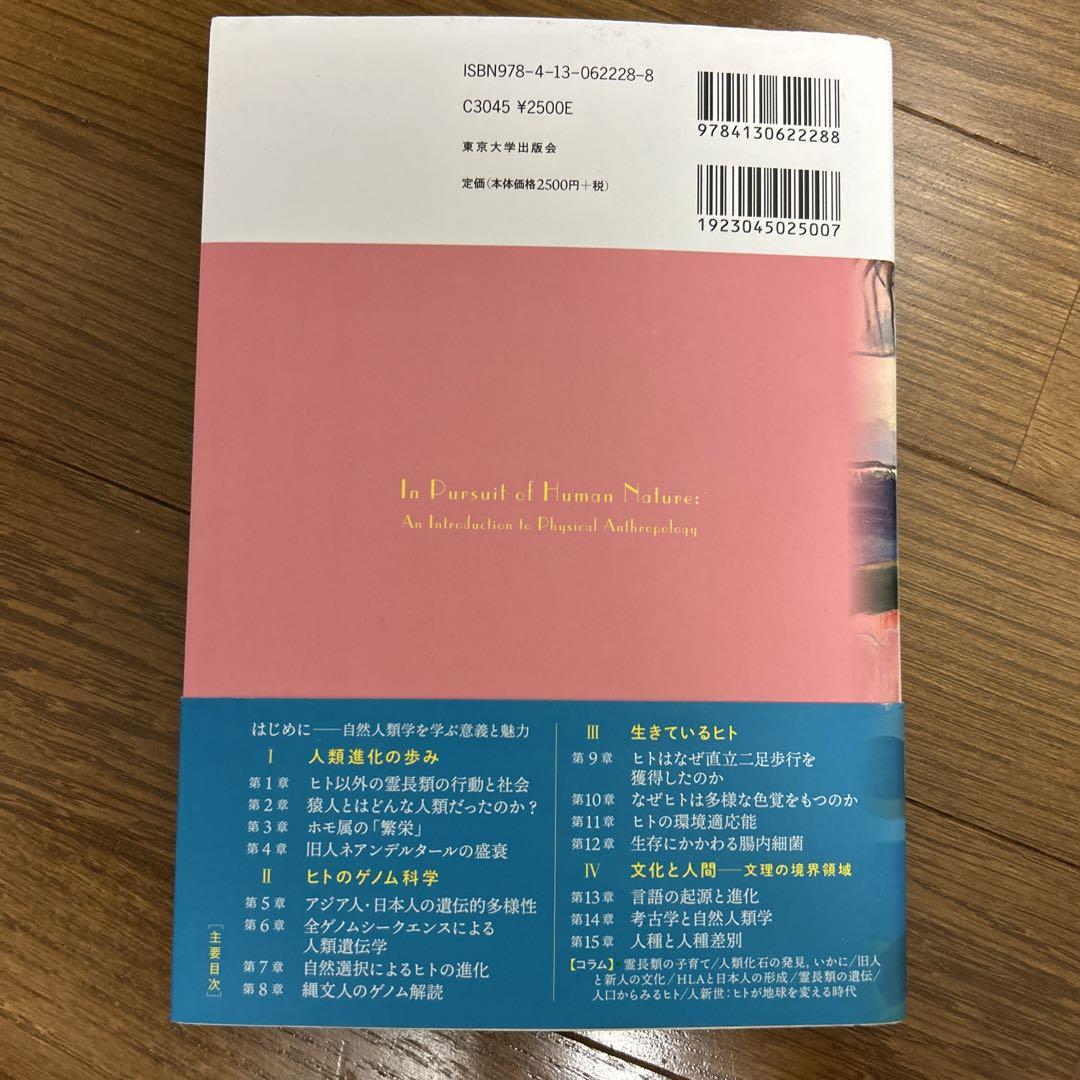 ISBN978-4-13-062228-8
C3045 ¥2500E
東京大学出版会
定価(本体価格2500円+税)
9784130622288
1923045025007
In Pursuit of Human Nature:
An Introduction to Physical Anthropology
[主要目次]
はじめに──自然人類学を学ぶ意義と魅力
I 人類進化の歩み
第1章 ヒト以外の霊長類の行動と社会
第2章 猿人とはどんな人類だったのか?
第3章 ホモ属の「繁栄」
第4章 旧人ネアンデルタールの盛衰
II ヒトのゲノム科学
第5章 アジア人・日本人の遺伝的多様性
第6章 全ゲノムシークエンスによる
人類遺伝学
第7章 自然選択によるヒトの進化
第8章 縄文人のゲノム解読
III 生きているヒト
第9章 ヒトはなぜ直立二足歩行を
獲得したのか
第10章 なぜヒトは多様な色覚をもつのか
第11章 ヒトの環境適応能
第12章 生存にかかわる腸内細菌
IV 文化と人間──文理の境界領域
第13章 言語の起源と進化
第14章 考古学と自然人類学
第15章 人種と人種差別
【コラム】霊長類の子育て/人類化石の発見,いかに/旧人
と新人の文化/HLAと日本人の形成/霊長類の遺伝/
人口からみるヒト/人新世:ヒトが地球を変える時代